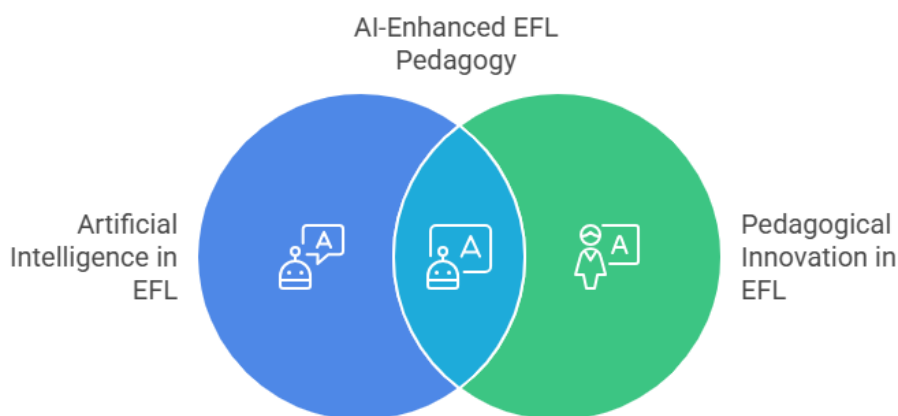 AI-Enhanced EFL
Pedagogy
Artificial
Intelligence in
EFL
A
A
A
Pedagogical
Innovation in
EFL